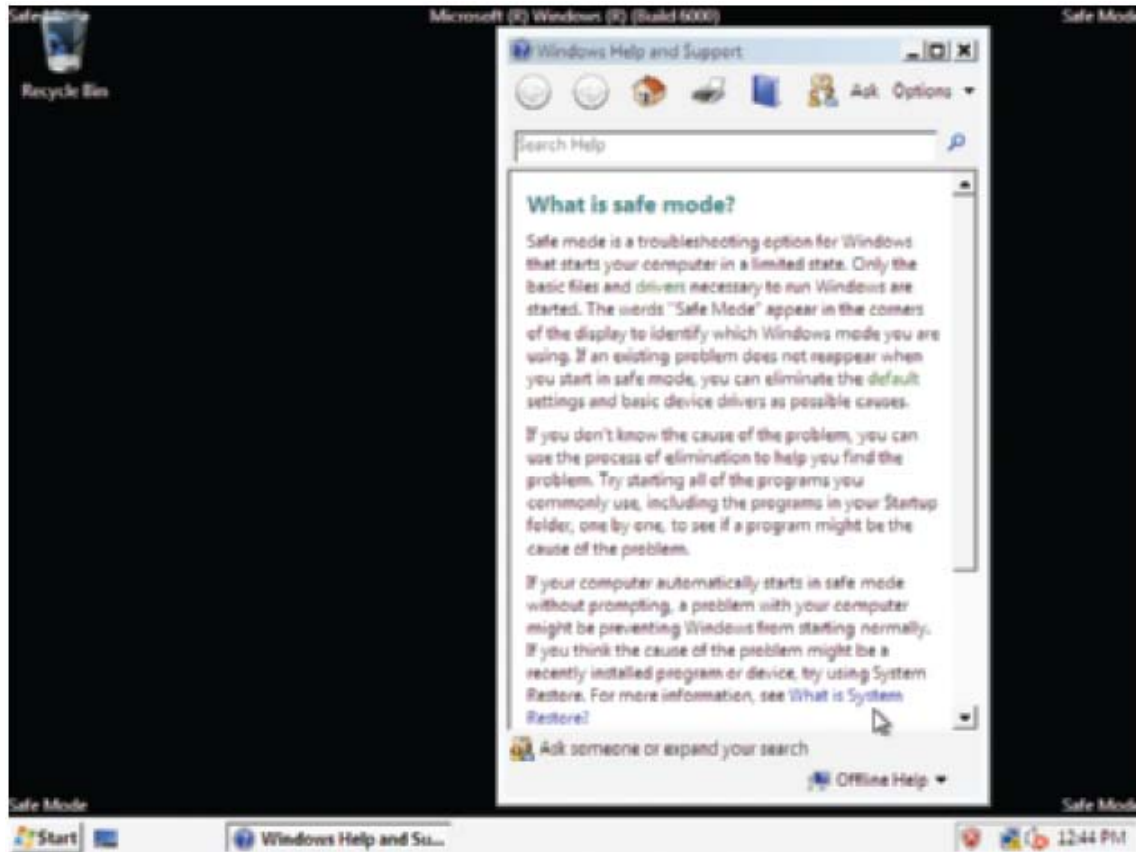 Safe Mode
Microsoft (R) Windows (R) (Build 6000)
Safe Mode
Recycle Bin
Windows Help and Support
Ask Options
Search Help
What is safe mode?
Safe mode is a troubleshooting option for Windows
that starts your computer in a limited state. Only the
basic files and drivers necessary to run Windows are
started. The words "Safe Mode" appear in the corners
of the display to identify which Windows mode you are
using. If an existing problem does not reappear when
you start in safe mode, you can eliminate the default
settings and basic device drivers as possible causes.
If you don't know the cause of the problem, you can
use the process of elimination to help you find the
problem. Try starting all of the programs you
commonly use, including the programs in your Startup
folder, one by one, to see if a program might be the
cause of the problem.
If your computer automatically starts in safe mode
without prompting, a problem with your computer
might be preventing Windows from starting normally.
If you think the cause of the problem might be a
recently installed program or device, try using System
Restore. For more information, see What is System
Restore?
Ask someone or expand your search
Offline Help
Safe Mode
Safe Mode
Start
Windows Help and Su...
12:44 PM